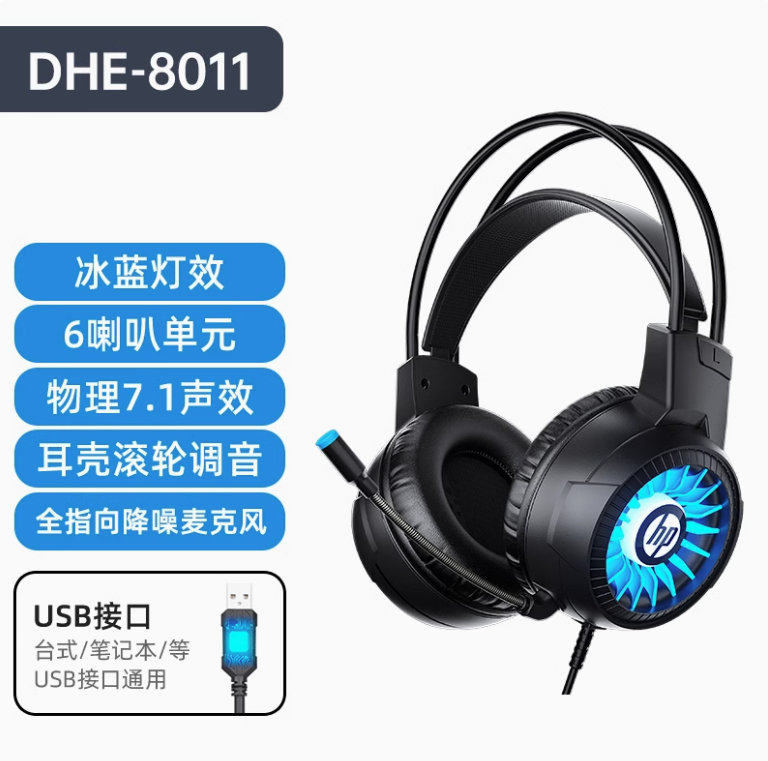 DHE-8011
冰蓝灯效
6喇叭单元
物理7.1声效
耳壳滚轮调音
全指向降噪麦克风
USB接口
台式/笔记本/等
USB接口通用
hp
L